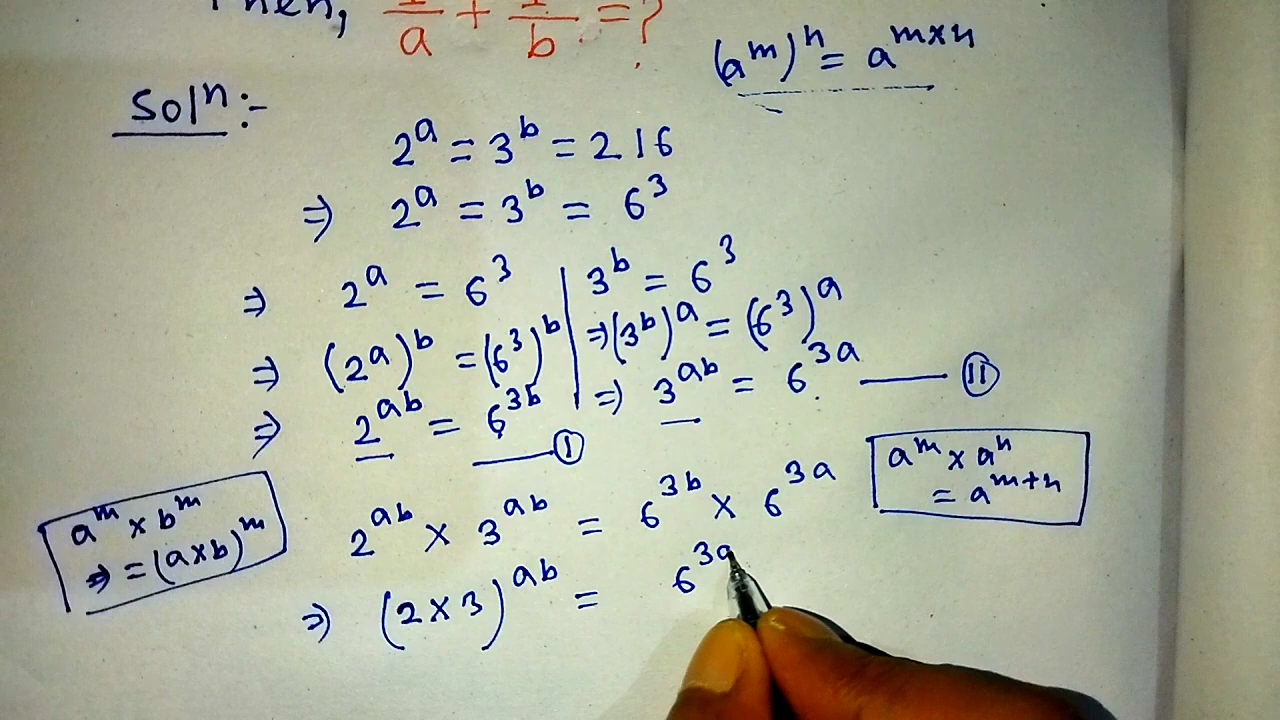 Then, 1/a + 1/b = ?
(a^m)^n = a^{m×n}
Solⁿ:-
2^a = 3^b = 216
⇒ 2^a = 3^b = 6^3
⇒ 2^a = 6^3 | 3^b = 6^3
⇒ (2^a)^b = (6^3)^b | ⇒ (3^b)^a = (6^3)^a
⇒ 2^{ab} = 6^{3b} —— Ⓘ | ⇒ 3^{ab} = 6^{3a} —— Ⓘ︎Ⓘ
a^m × b^m
⇒ = (a×b)^m
a^m × a^n
= a^{m+n}
2^{ab} × 3^{ab} = 6^{3b} × 6^{3a}
⇒ (2×3)^{ab} = 6^{3a